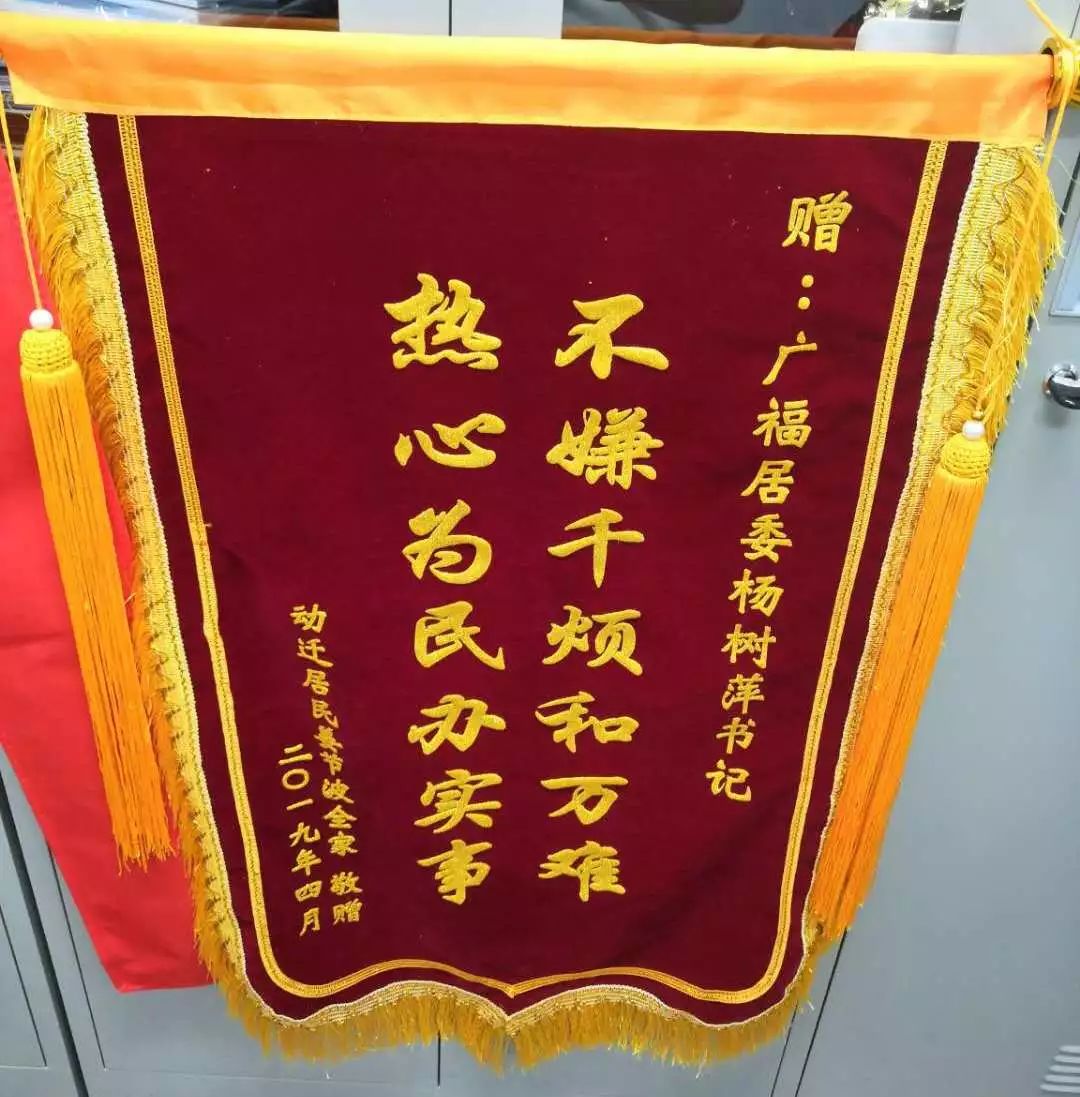 赠：广福居委杨树萍书记
不嫌千烦和万难
热心为民办实事
动迁居民 节波全家 敬赠
二〇一九年四月